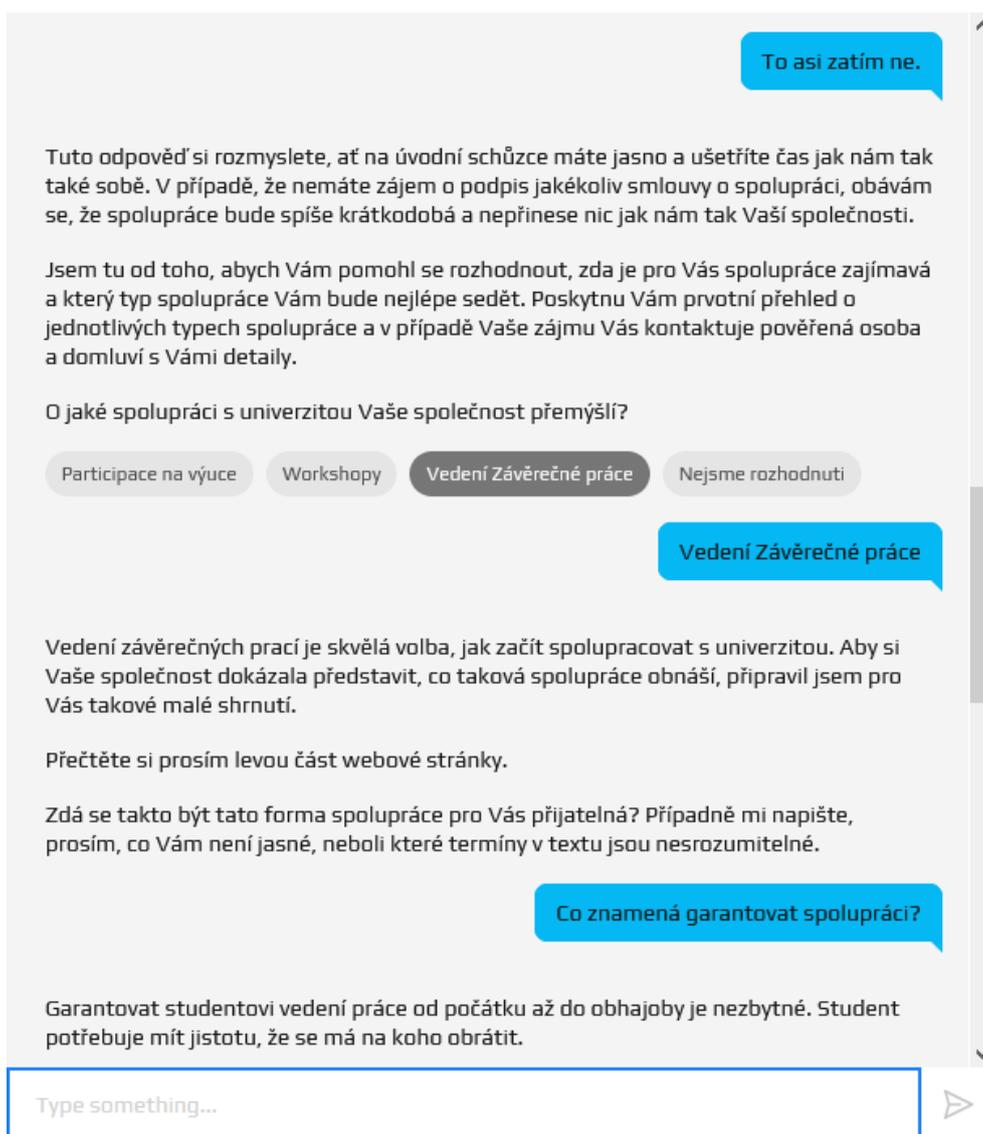 To asi zatím ne.
Tuto odpověď si rozmyslete, ať na úvodní schůzce máte jasno a ušetříte čas jak nám tak
také sobě. V případě, že nemáte zájem o podpis jakékoliv smlouvy o spolupráci, obávám
se, že spolupráce bude spíše krátkodobá a nepřinese nic jak nám tak Vaší společnosti.
Jsem tu od toho, abych Vám pomohl se rozhodnout, zda je pro Vás spolupráce zajímavá
a který typ spolupráce Vám bude nejlépe sedět. Poskytnu Vám prvotní přehled o
jednotlivých typech spolupráce a v případě Vaše zájmu Vás kontaktuje pověřená osoba
a domluví s Vámi detaily.
O jaké spolupráci s univerzitou Vaše společnost přemýšlí?
Participace na výuce Workshopy Vedení Závěrečné práce Nejsme rozhodnuti
Vedení Závěrečné práce
Vedení závěrečných prací je skvělá volba, jak začít spolupracovat s univerzitou. Aby si
Vaše společnost dokázala představit, co taková spolupráce obnáší, připravil jsem pro
Vás takové malé shrnutí.
Přečtěte si prosím levou část webové stránky.
Zdá se takto být tato forma spolupráce pro Vás přijatelná? Případně mi napište,
prosím, co Vám není jasné, neboli které termíny v textu jsou nesrozumitelné.
Co znamená garantovat spolupráci?
Garantovat studentovi vedení práce od počátku až do obhajoby je nezbytné. Student
potřebuje mít jistotu, že se má na koho obrátit.
Type something...